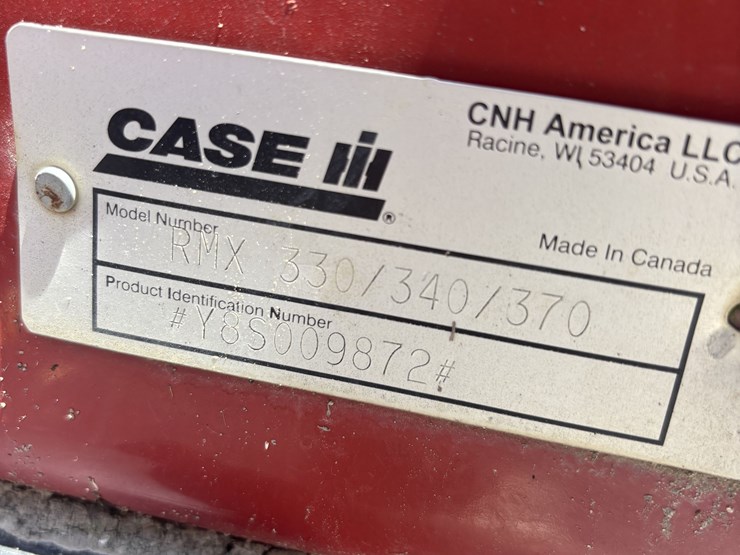 CASE IH®
CNH America LLC
Racine, WI, 53404 U.S.A.
Made In Canada
Model Number
RMX 330/340/370
Product Identification Number
#Y8S009872#